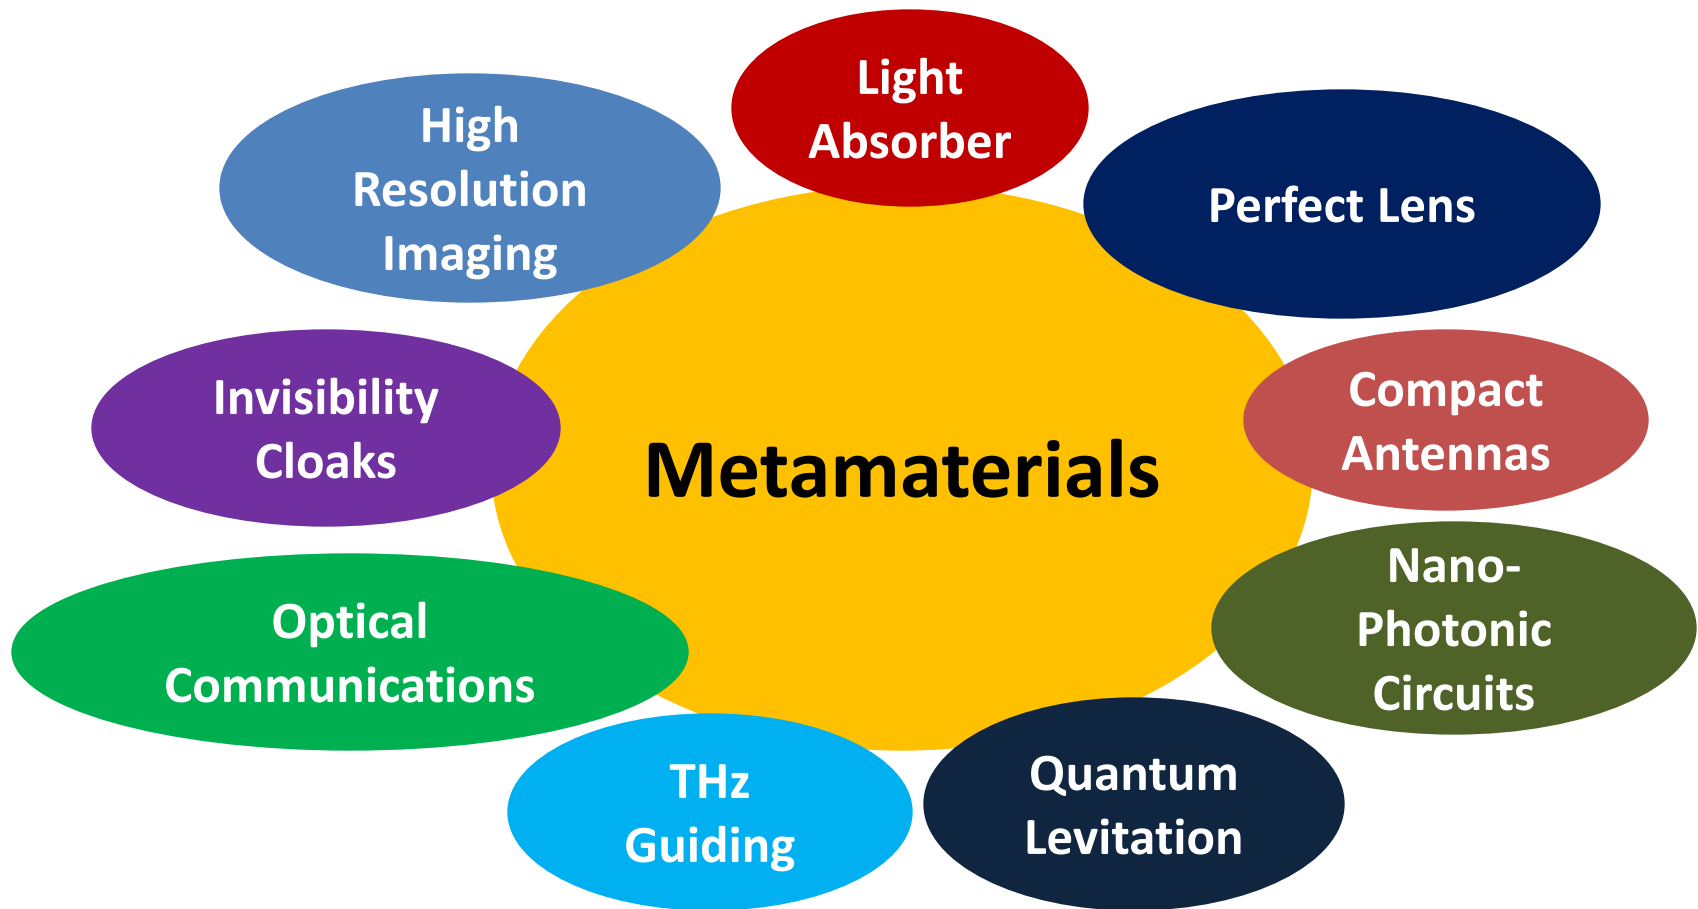 Light
Absorber
High
Resolution
Imaging
Perfect Lens
Invisibility
Cloaks
Compact
Antennas
Metamaterials
Optical
Communications
Nano-
Photonic
Circuits
THz
Guiding
Quantum
Levitation